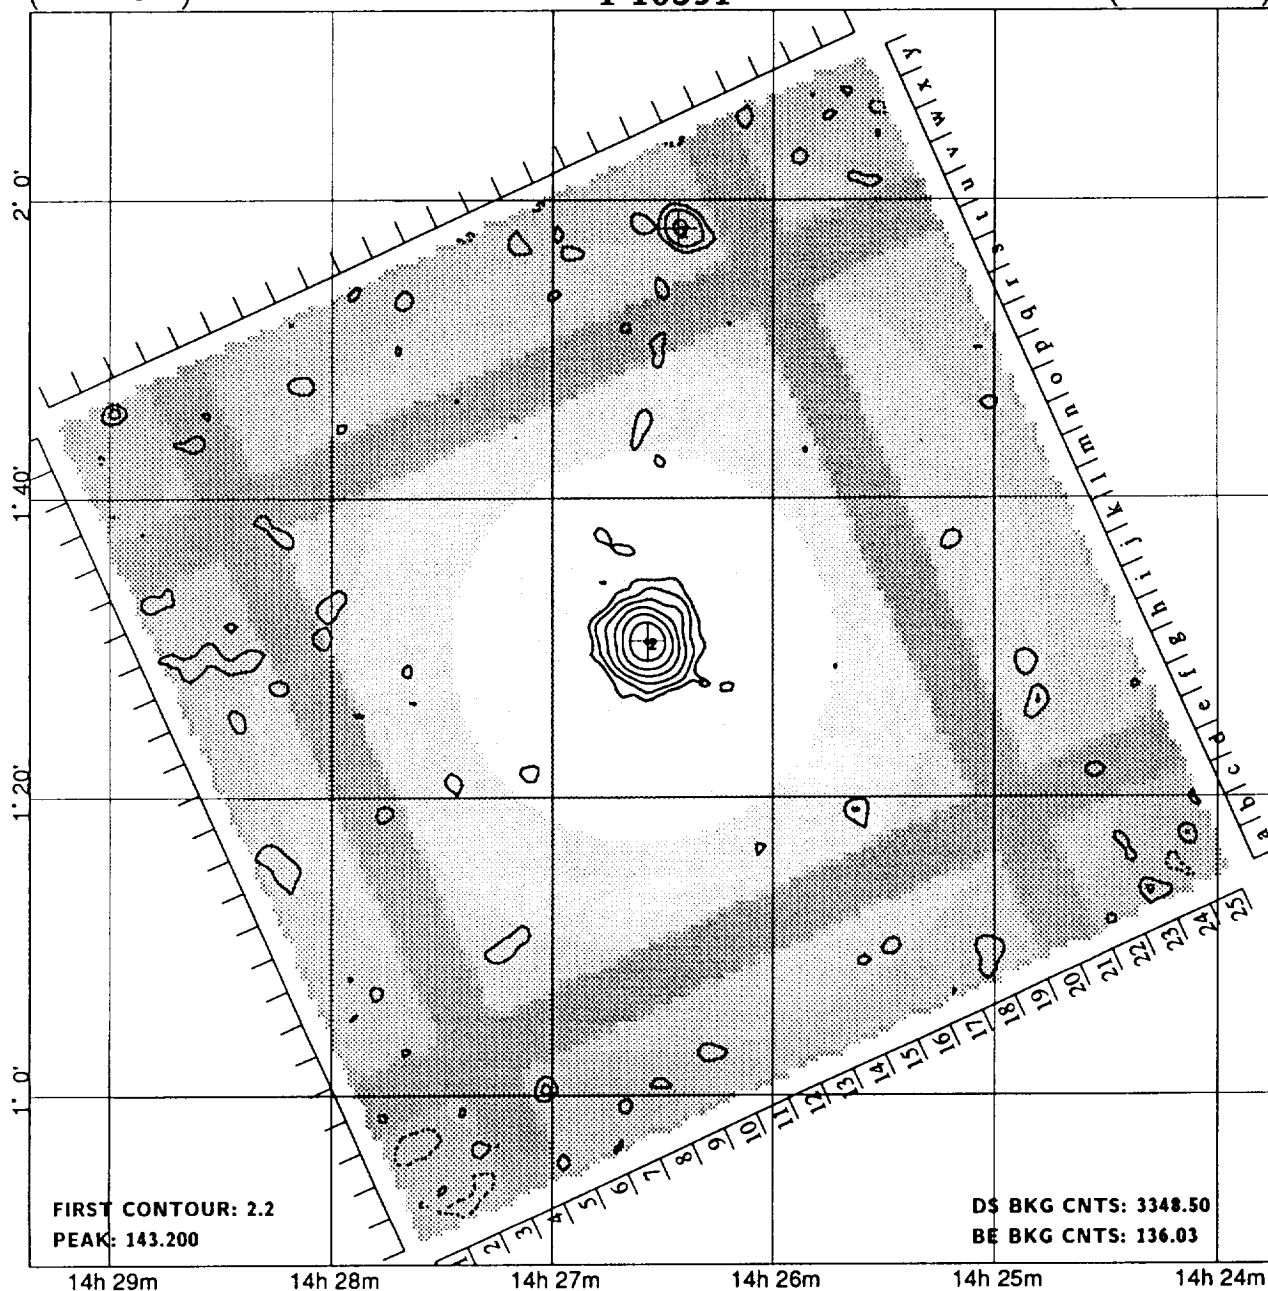 y
x
w
v
u
t
s
r
q
p
o
n
m
l
k
j
i
h
g
f
e
d
c
b
a
2° 0'
1° 40'
1° 20'
1° 0'
1
2
3
4
5
6
7
8
9
10
11
12
13
14
15
16
17
18
19
20
21
22
23
24
25
FIRST CONTOUR: 2.2
PEAK: 143.200
DS BKG CNTS: 3348.50
BE BKG CNTS: 136.03
14h 29m
14h 28m
14h 27m
14h 26m
14h 25m
14h 24m